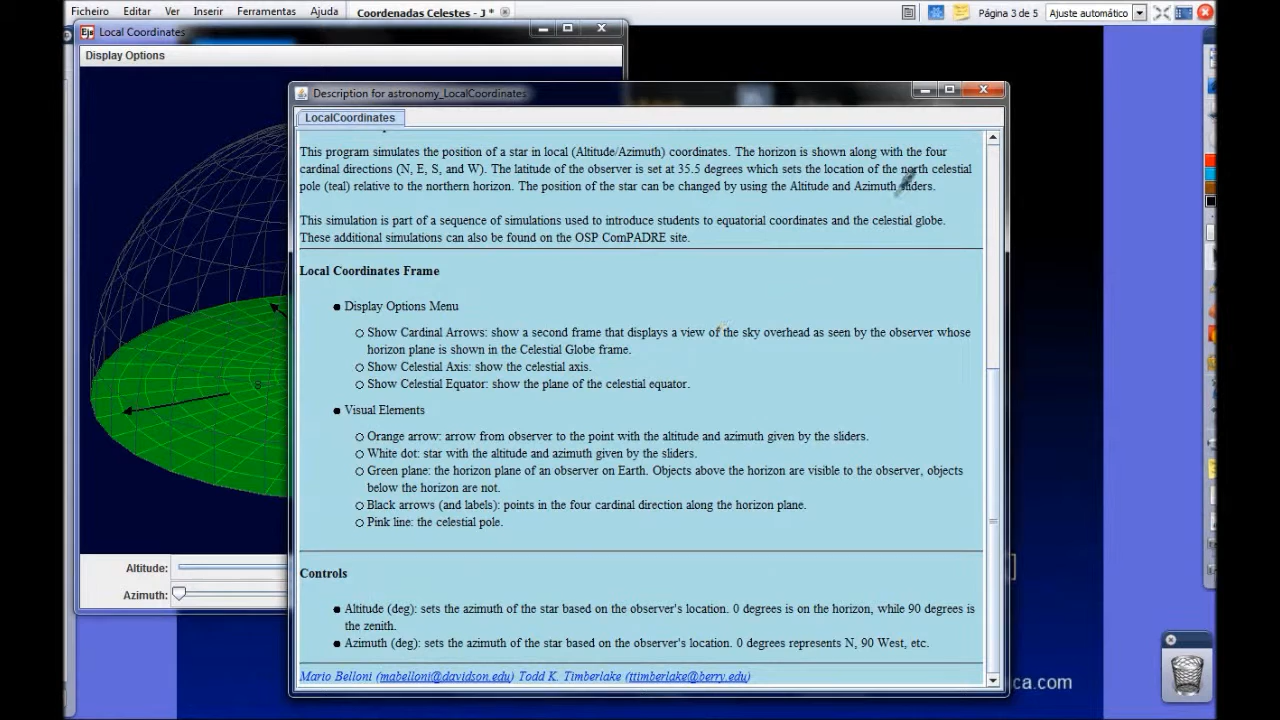 Ficheiro Editar Ver Inserir Ferramentas Ajuda Coordenadas Celestes - J * Página 3 de 5 Ajuste automático
Ejs Local Coordinates
Display Options
Description for astronomy_LocalCoordinates
LocalCoordinates
This program simulates the position of a star in local (Altitude/Azimuth) coordinates. The horizon is shown along with the four
cardinal directions (N, E, S, and W). The latitude of the observer is set at 35.5 degrees which sets the location of the north celestial
pole (teal) relative to the northern horizon. The position of the star can be changed by using the Altitude and Azimuth sliders.
This simulation is part of a sequence of simulations used to introduce students to equatorial coordinates and the celestial globe.
These additional simulations can also be found on the OSP ComPADRE site.
Local Coordinates Frame
Display Options Menu
Show Cardinal Arrows: show a second frame that displays a view of the sky overhead as seen by the observer whose
horizon plane is shown in the Celestial Globe frame.
Show Celestial Axis: show the celestial axis.
Show Celestial Equator: show the plane of the celestial equator.
Visual Elements
Orange arrow: arrow from observer to the point with the altitude and azimuth given by the sliders.
White dot: star with the altitude and azimuth given by the sliders.
Green plane: the horizon plane of an observer on Earth. Objects above the horizon are visible to the observer, objects
below the horizon are not.
Black arrows (and labels): points in the four cardinal direction along the horizon plane.
Pink line: the celestial pole.
Altitude:
Azimuth:
Controls
Altitude (deg): sets the azimuth of the star based on the observer's location. 0 degrees is on the horizon, while 90 degrees is
the zenith.
Azimuth (deg): sets the azimuth of the star based on the observer's location. 0 degrees represents N, 90 West, etc.
Mario Belloni (mabelloni@davidson.edu) Todd K. Timberlake (ttimberlake@berry.edu)
ca.com